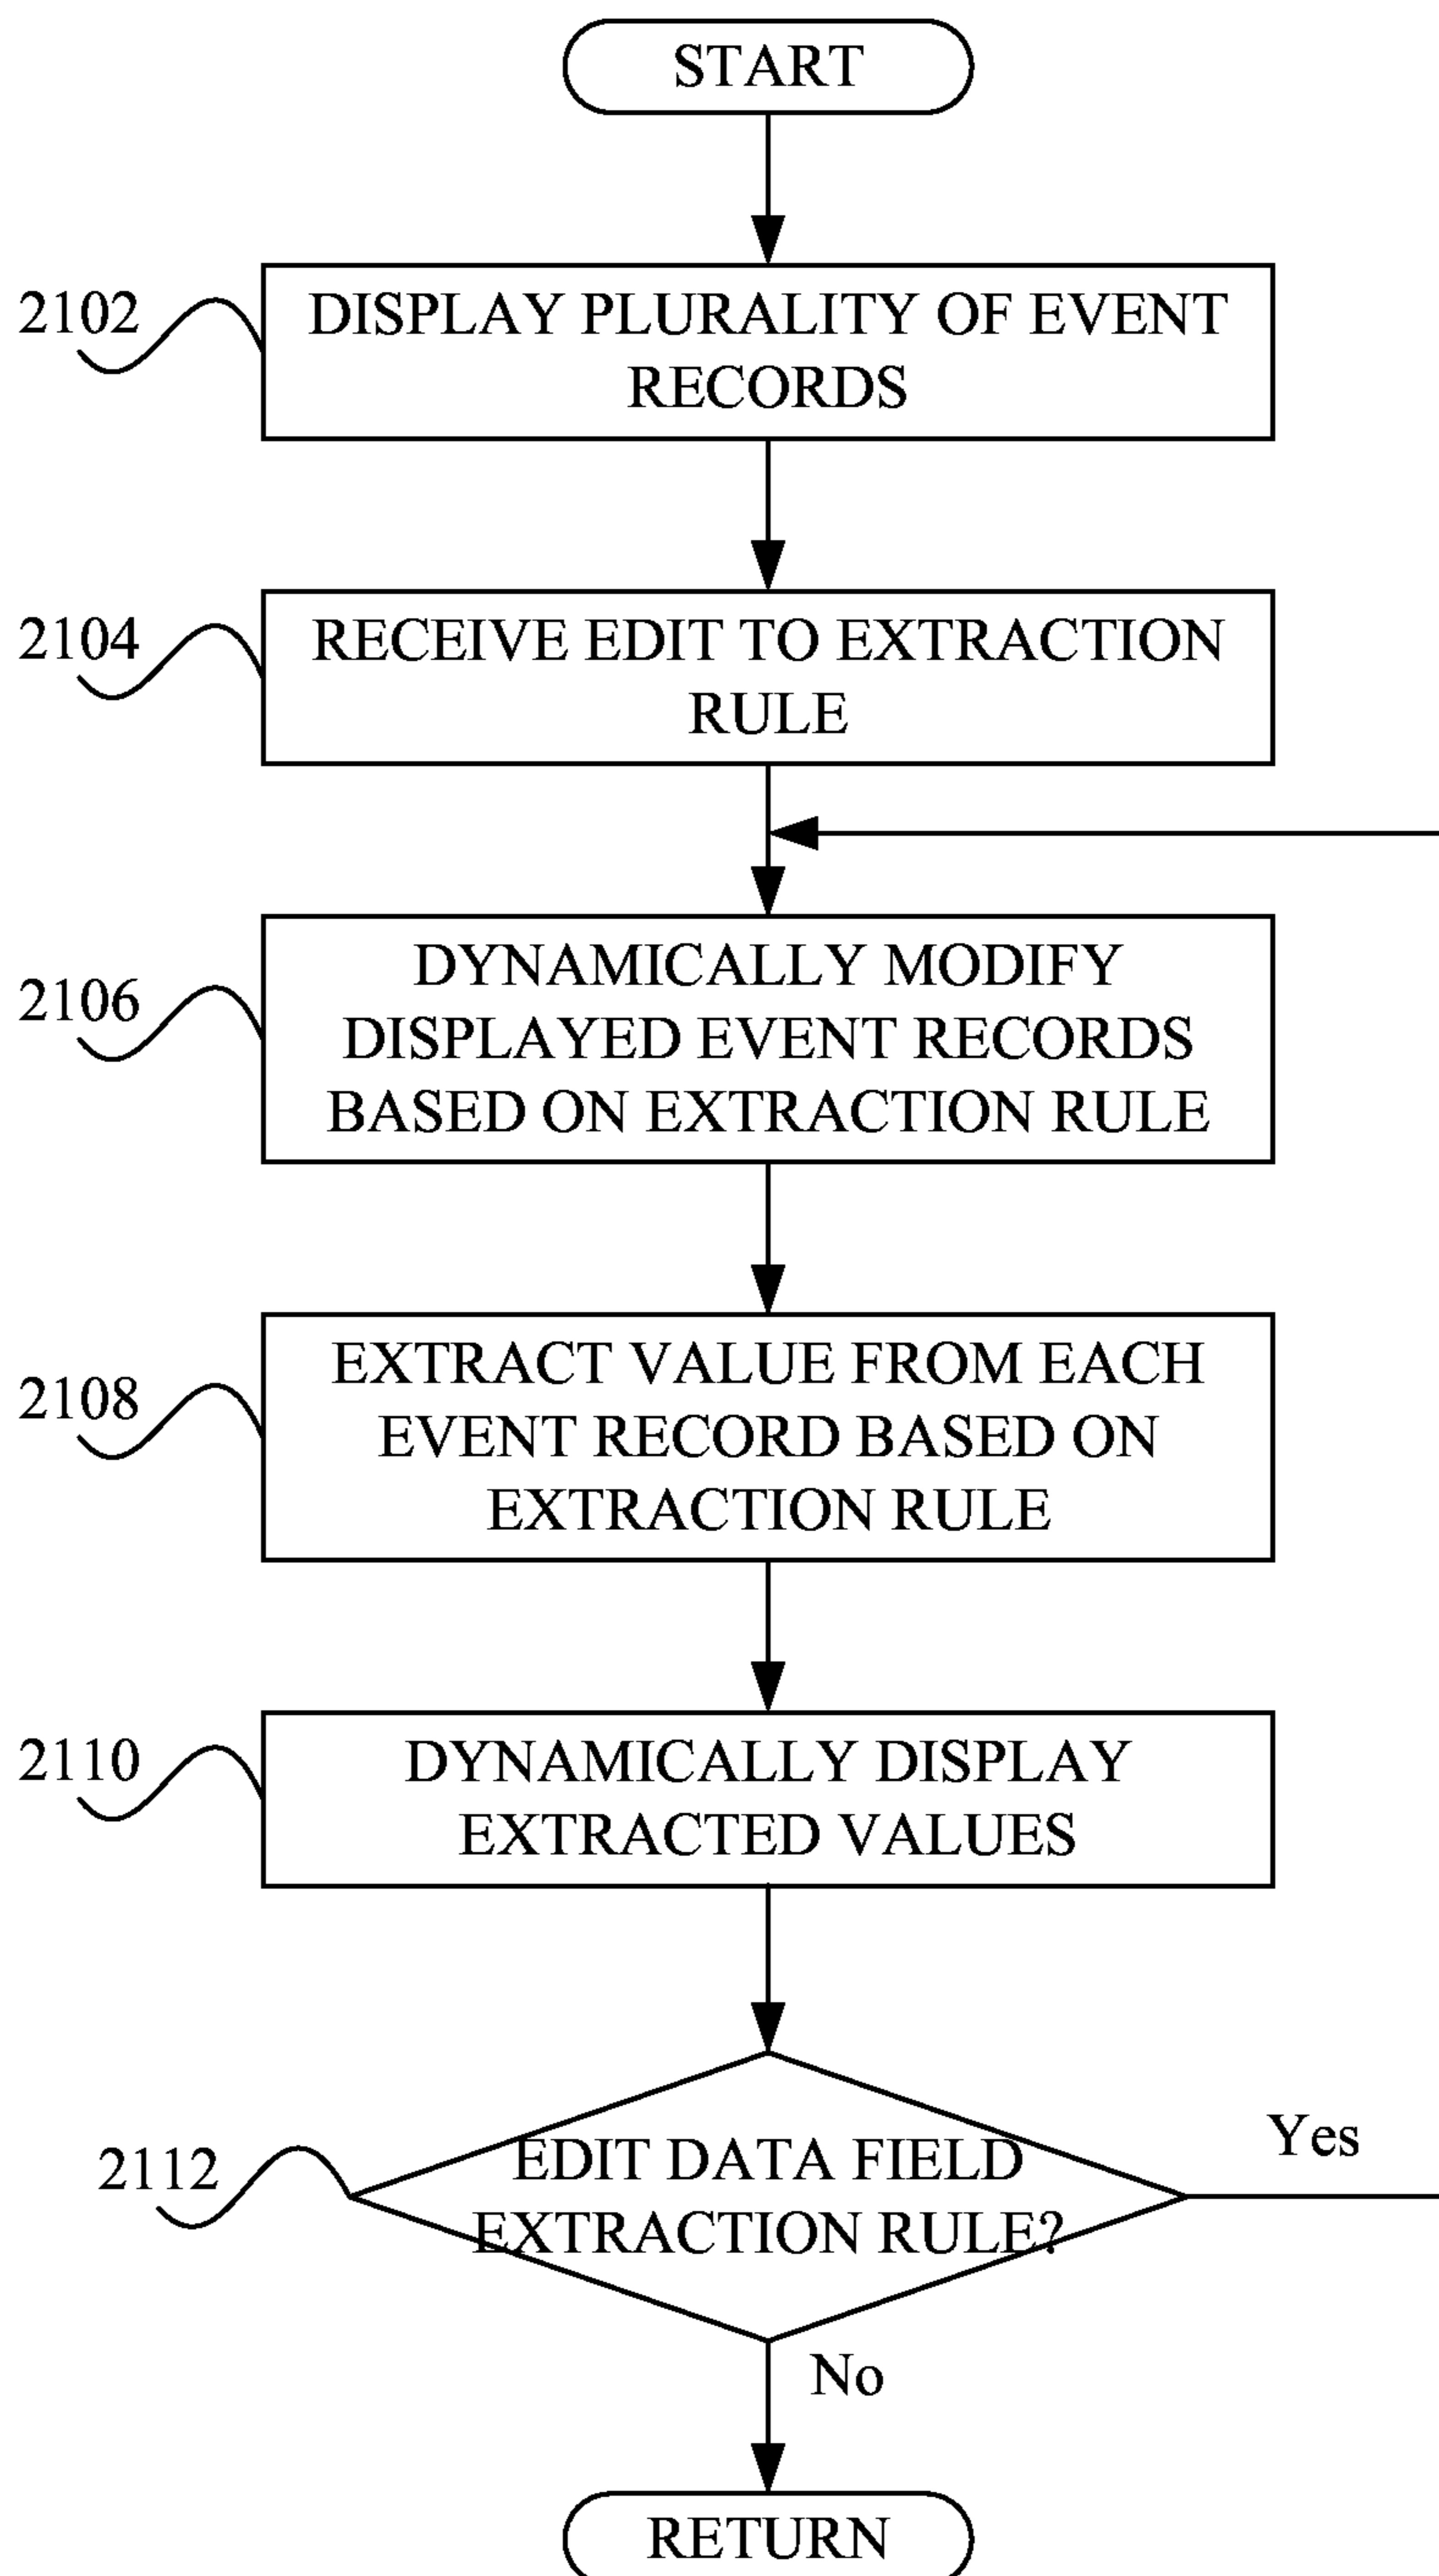 START
2102
DISPLAY PLURALITY OF EVENT
RECORDS
2104
RECEIVE EDIT TO EXTRACTION
RULE
2106
DYNAMICALLY MODIFY
DISPLAYED EVENT RECORDS
BASED ON EXTRACTION RULE
2108
EXTRACT VALUE FROM EACH
EVENT RECORD BASED ON
EXTRACTION RULE
2110
DYNAMICALLY DISPLAY
EXTRACTED VALUES
2112
EDIT DATA FIELD
EXTRACTION RULE?
Yes
No
RETURN